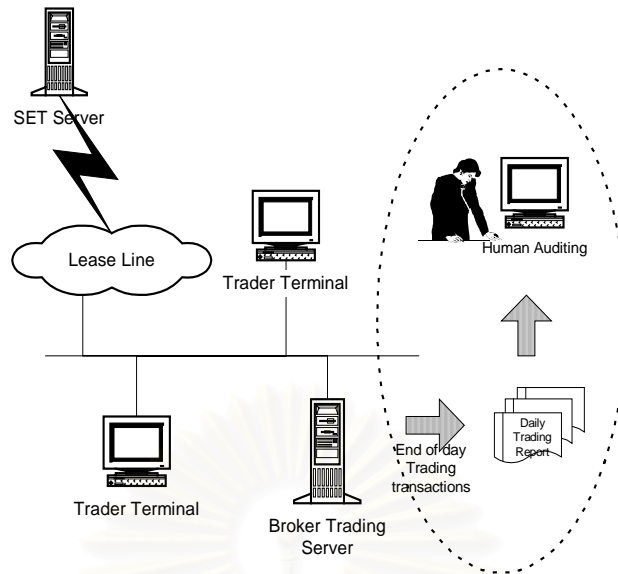 SET Server
Lease Line
Trader Terminal
Human Auditing
Daily
Trading
Report
End of day
Trading
transactions
Trader Terminal
Broker Trading
Server